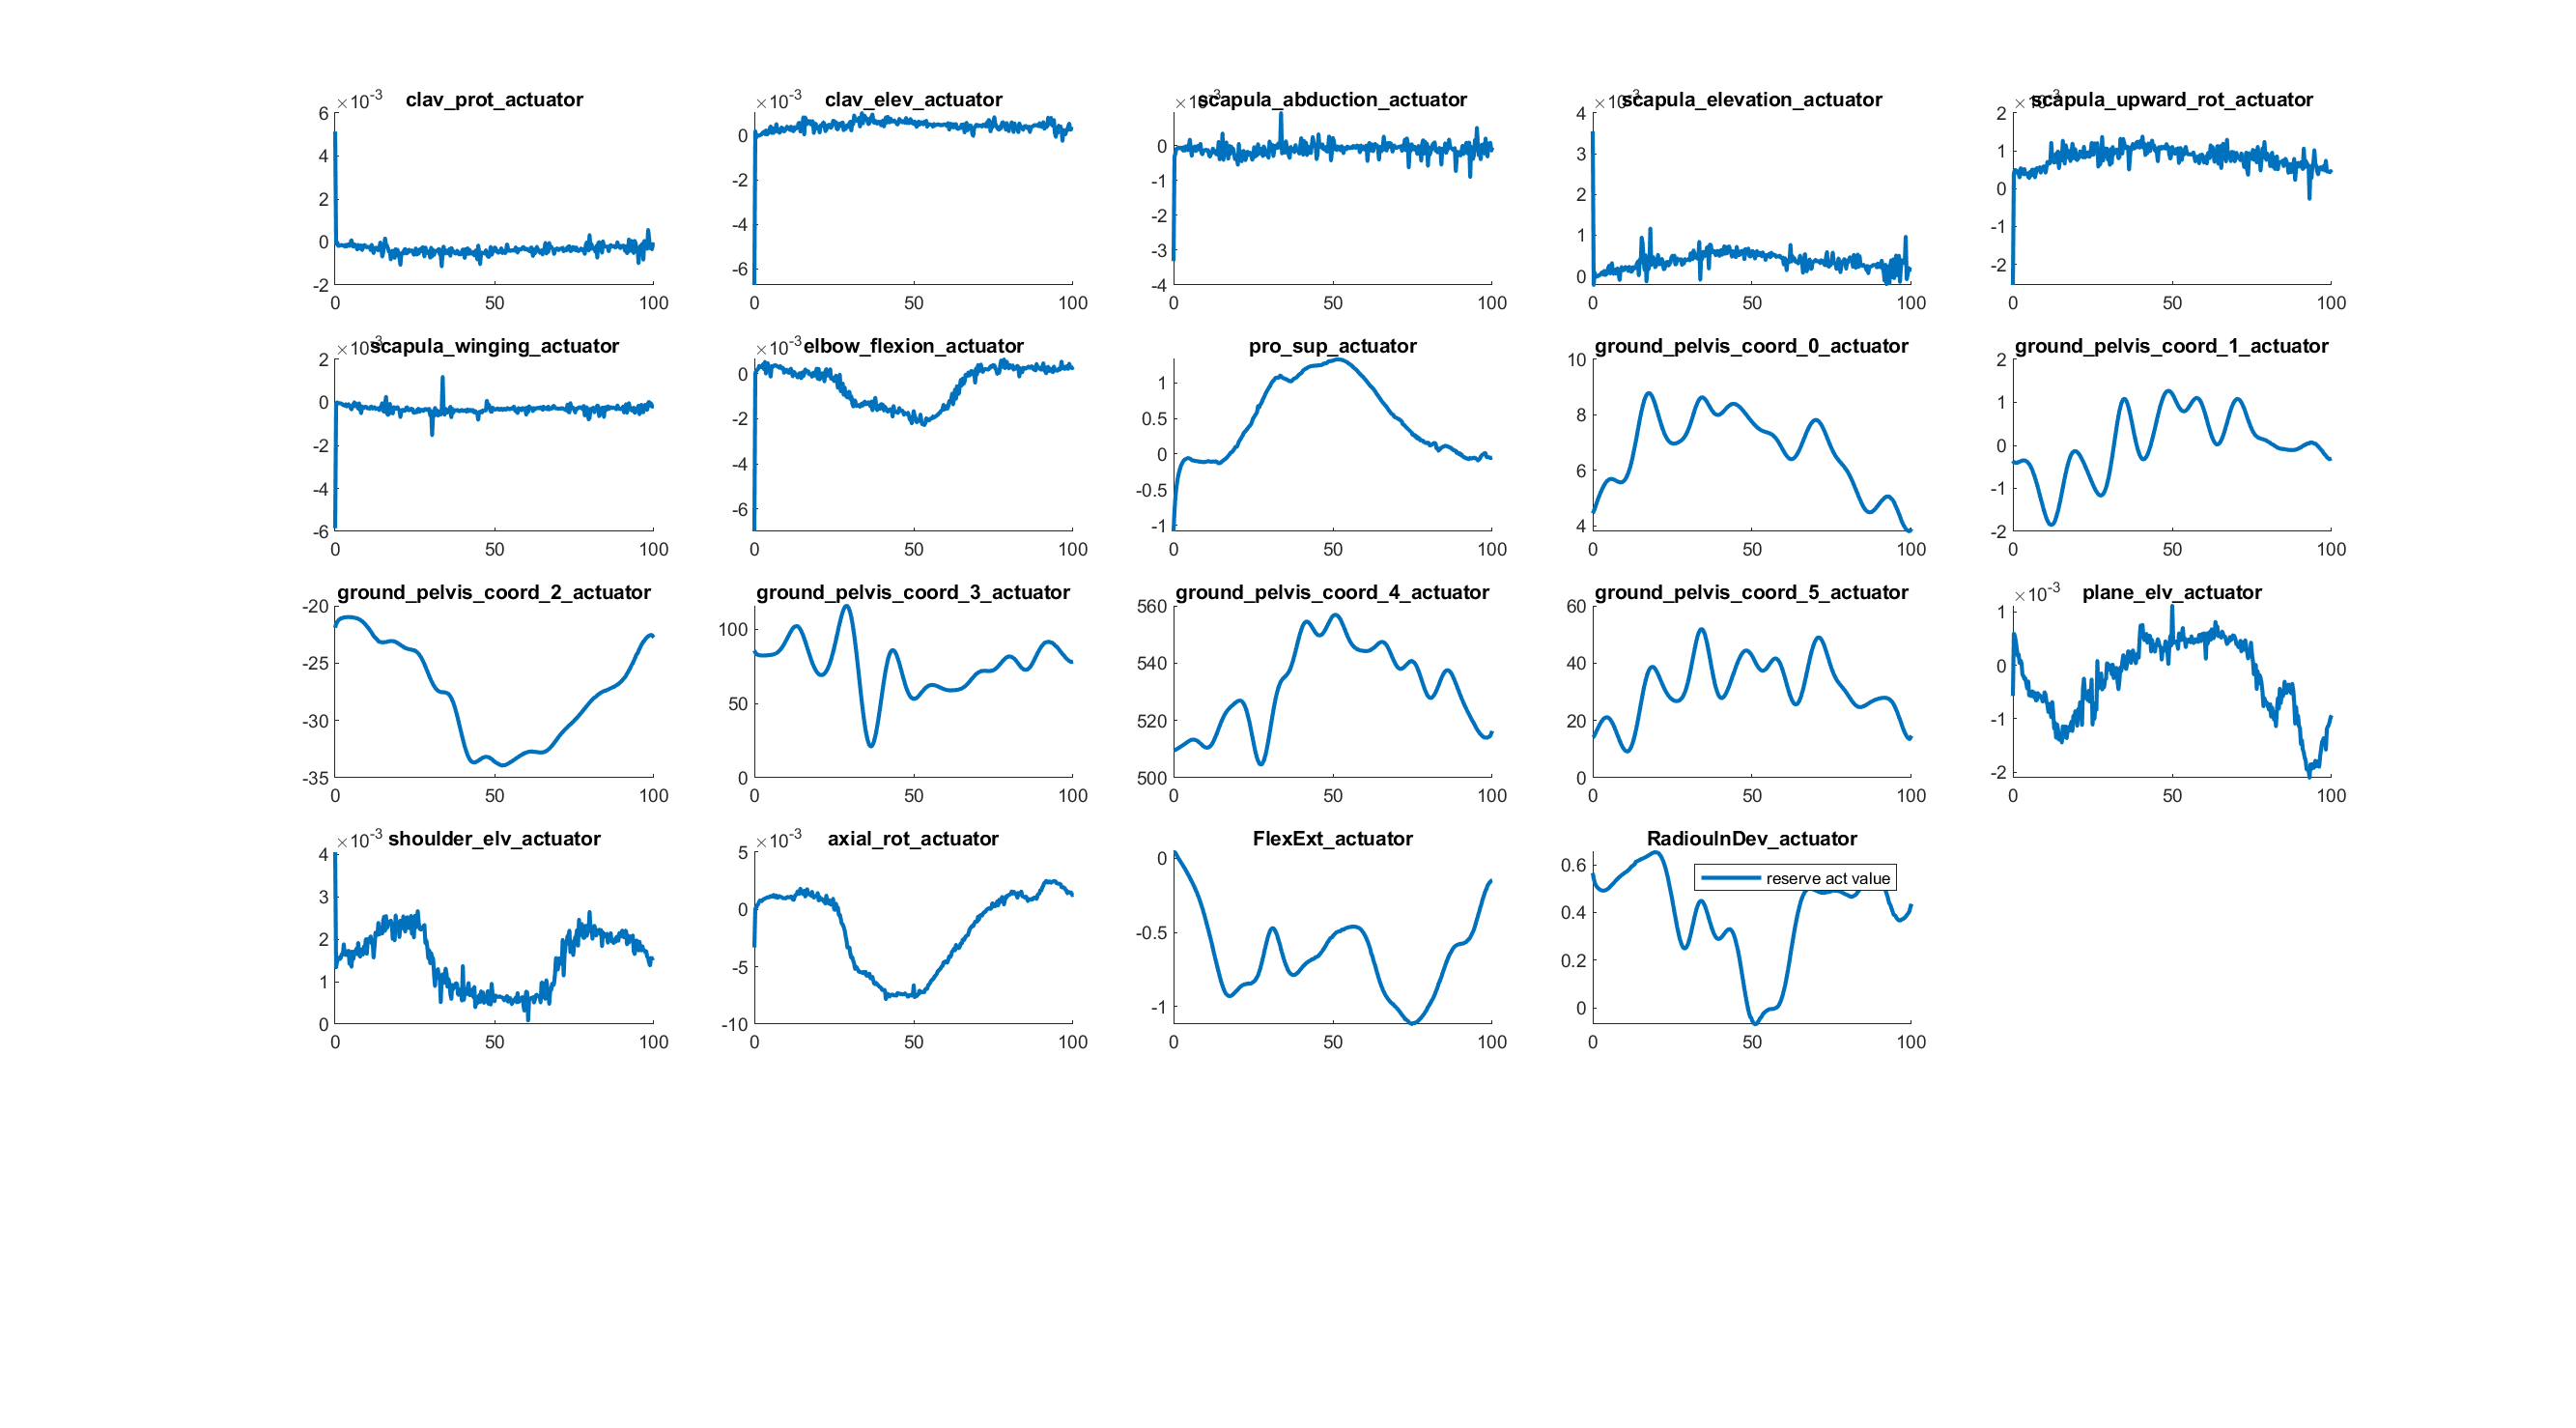 clav_prot_actuator
×10-3
6
4
2
0
-2
0 50 100
clav_elev_actuator
×10-3
0
-2
-4
-6
0 50 100
scapula_abduction_actuator
×10-3
0
-1
-2
-3
-4
0 50 100
scapula_elevation_actuator
×10-3
4
3
2
1
0
0 50 100
scapula_upward_rot_actuator
×10-3
2
1
0
-1
-2
0 50 100
scapula_winging_actuator
×10-3
2
0
-2
-4
-6
0 50 100
elbow_flexion_actuator
×10-3
0
-2
-4
-6
0 50 100
pro_sup_actuator
1
0.5
0
-0.5
-1
0 50 100
ground_pelvis_coord_0_actuator
10
8
6
4
0 50 100
ground_pelvis_coord_1_actuator
2
1
0
-1
-2
0 50 100
ground_pelvis_coord_2_actuator
-20
-25
-30
-35
0 50 100
ground_pelvis_coord_3_actuator
100
50
0
0 50 100
ground_pelvis_coord_4_actuator
560
540
520
500
0 50 100
ground_pelvis_coord_5_actuator
60
40
20
0
0 50 100
plane_elv_actuator
×10-3
1
0
-1
-2
0 50 100
shoulder_elv_actuator
×10-3
4
3
2
1
0
0 50 100
axial_rot_actuator
×10-3
5
0
-5
-10
0 50 100
FlexExt_actuator
0
-0.5
-1
0 50 100
RadioulnDev_actuator
reserve act value
0.6
0.4
0.2
0
0 50 100